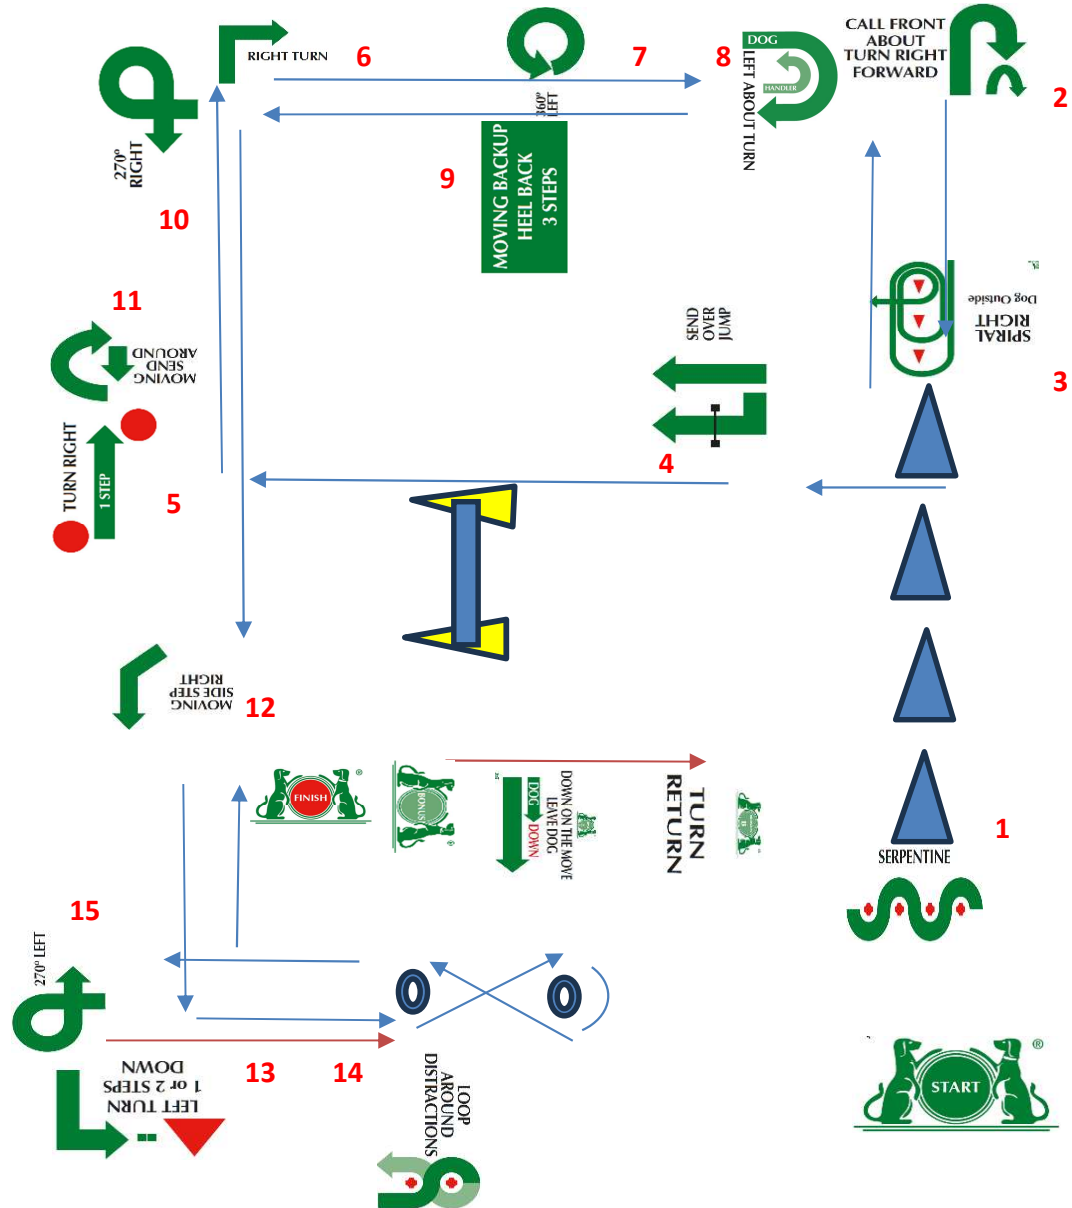 CALL FRONT
ABOUT
TURN RIGHT
FORWARD
2
RIGHT TURN
6
7
8
DOG
HANDLER
LEFT ABOUT TURN
360º
LEFT
270º
RIGHT
10
9
MOVING BACKUP
HEEL BACK
3 STEPS
11
MOVING
SEND
AROUND
SEND
OVER
JUMP
SPIRAL
RIGHT
Dog Outside
3
4
TURN RIGHT
1 STEP
5
MOVING
SIDE STEP
RIGHT
12
FINISH
®
BONUS
®
DOWN ON THE MOVE
LEAVE DOG
DOG
DOWN
TURN
RETURN
1
SERPENTINE
15
270º LEFT
13
14
LEFT TURN
1 or 2 STEPS
DOWN
LOOP
AROUND
DISTRACTIONS
START
®